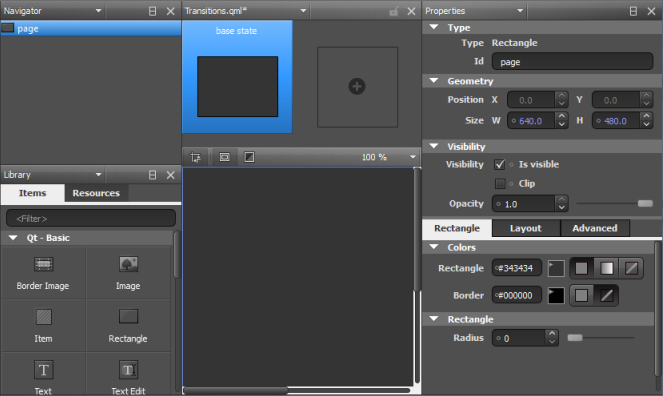 Navigator
page
Library
Items Resources
<Filter>
Qt - Basic
Border Image Image
Item Rectangle
Text Text Edit
Transitions.qml*
base state
100 %
Properties
Type
Type Rectangle
Id page
Geometry
Position X 0.0 Y 0.0
Size W 640.0 H 480.0
Visibility
Visibility Is visible
Clip
Opacity 1.0
Rectangle Layout Advanced
Colors
Rectangle #343434
Border #000000
Rectangle
Radius 0